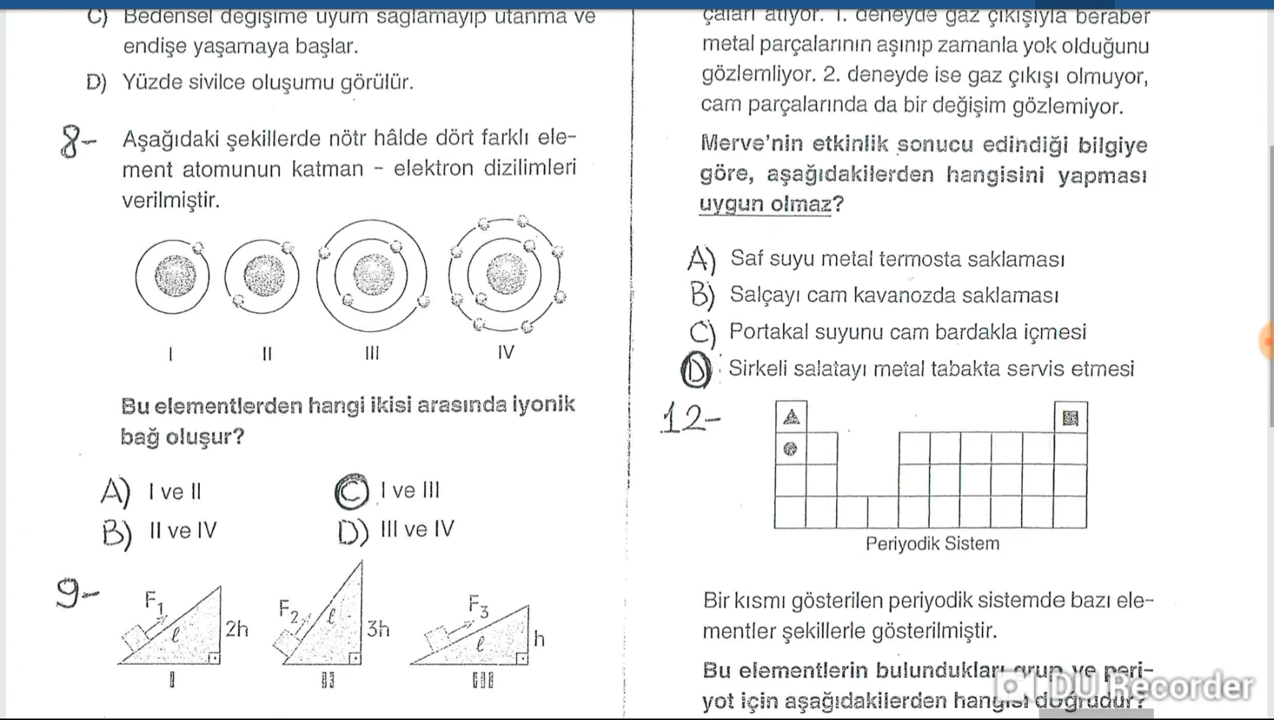 C) Bedensel değişime uyum sağlamayıp utanma ve
endişe yaşamaya başlar.
D) Yüzde sivilce oluşumu görülür.
8- Aşağıdaki şekillerde nötr hâlde dört farklı ele-
ment atomunun katman - elektron dizilimleri
verilmiştir.
I II III IV
Bu elementlerden hangi ikisi arasında iyonik
bağ oluşur?
A) I ve II
C) I ve III
B) II ve IV
D) III ve IV
9-
F1 ℓ 2h
F2 ℓ 3h
F3 ℓ h
I II III
çaları atıyor. 1. deneyde gaz çıkışıyla beraber
metal parçalarının aşınıp zamanla yok olduğunu
gözlemliyor. 2. deneyde ise gaz çıkışı olmuyor,
cam parçalarında da bir değişim gözlemiyor.
Merve'nin etkinlik sonucu edindiği bilgiye
göre, aşağıdakilerden hangisini yapması
uygun olmaz?
A) Saf suyu metal termosta saklaması
B) Salçayı cam kavanozda saklaması
C) Portakal suyunu cam bardakla içmesi
D) Sirkeli salatayı metal tabakta servis etmesi
12-
Periyodik Sistem
Bir kısmı gösterilen periyodik sistemde bazı ele-
mentler şekillerle gösterilmiştir.
Bu elementlerin bulundukları grup ve peri-
yot için aşağıdakilerden hangisi doğrudur?
DU Recorder